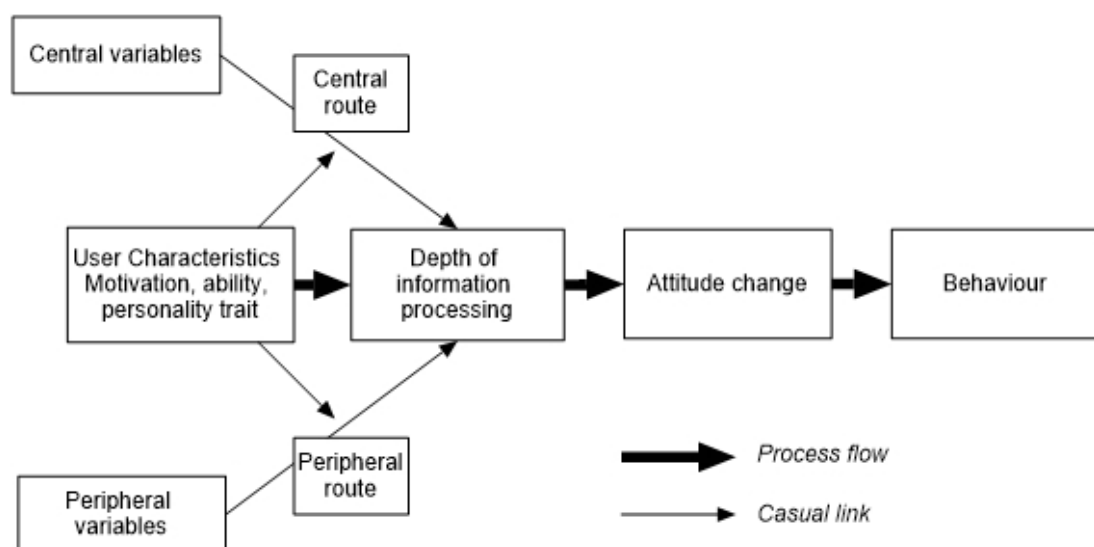 Central variables
Central
route
User Characteristics
Motivation, ability,
personality trait
Depth of
information
processing
Attitude change
Behaviour
Peripheral
route
Peripheral
variables
Process flow
Casual link